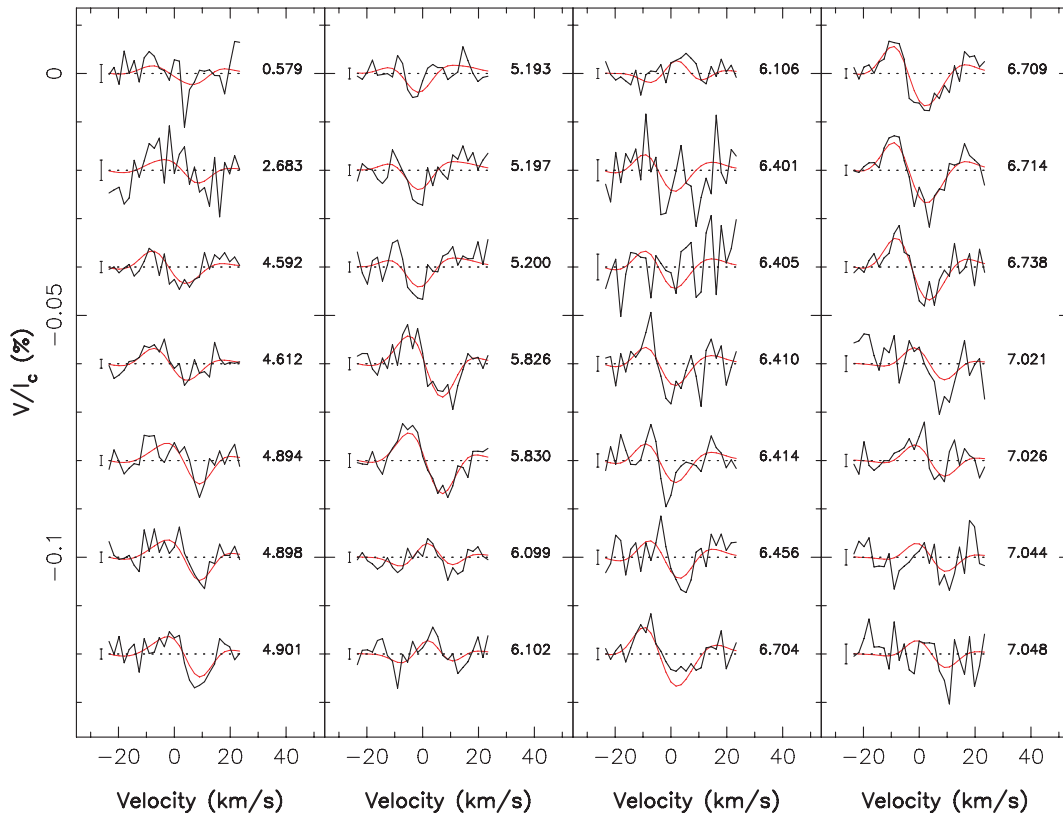 0 0.579 5.193 6.106 6.709
2.683 5.197 6.401 6.714
4.592 5.200 6.405 6.738
−0.05
4.612 5.826 6.410 7.021
V/Ic (%)
4.894 5.830 6.414 7.026
−0.1 4.898 6.099 6.456 7.044
4.901 6.102 6.704 7.048
−20 0 20 40 −20 0 20 40 −20 0 20 40 −20 0 20 40
Velocity (km/s) Velocity (km/s) Velocity (km/s) Velocity (km/s)